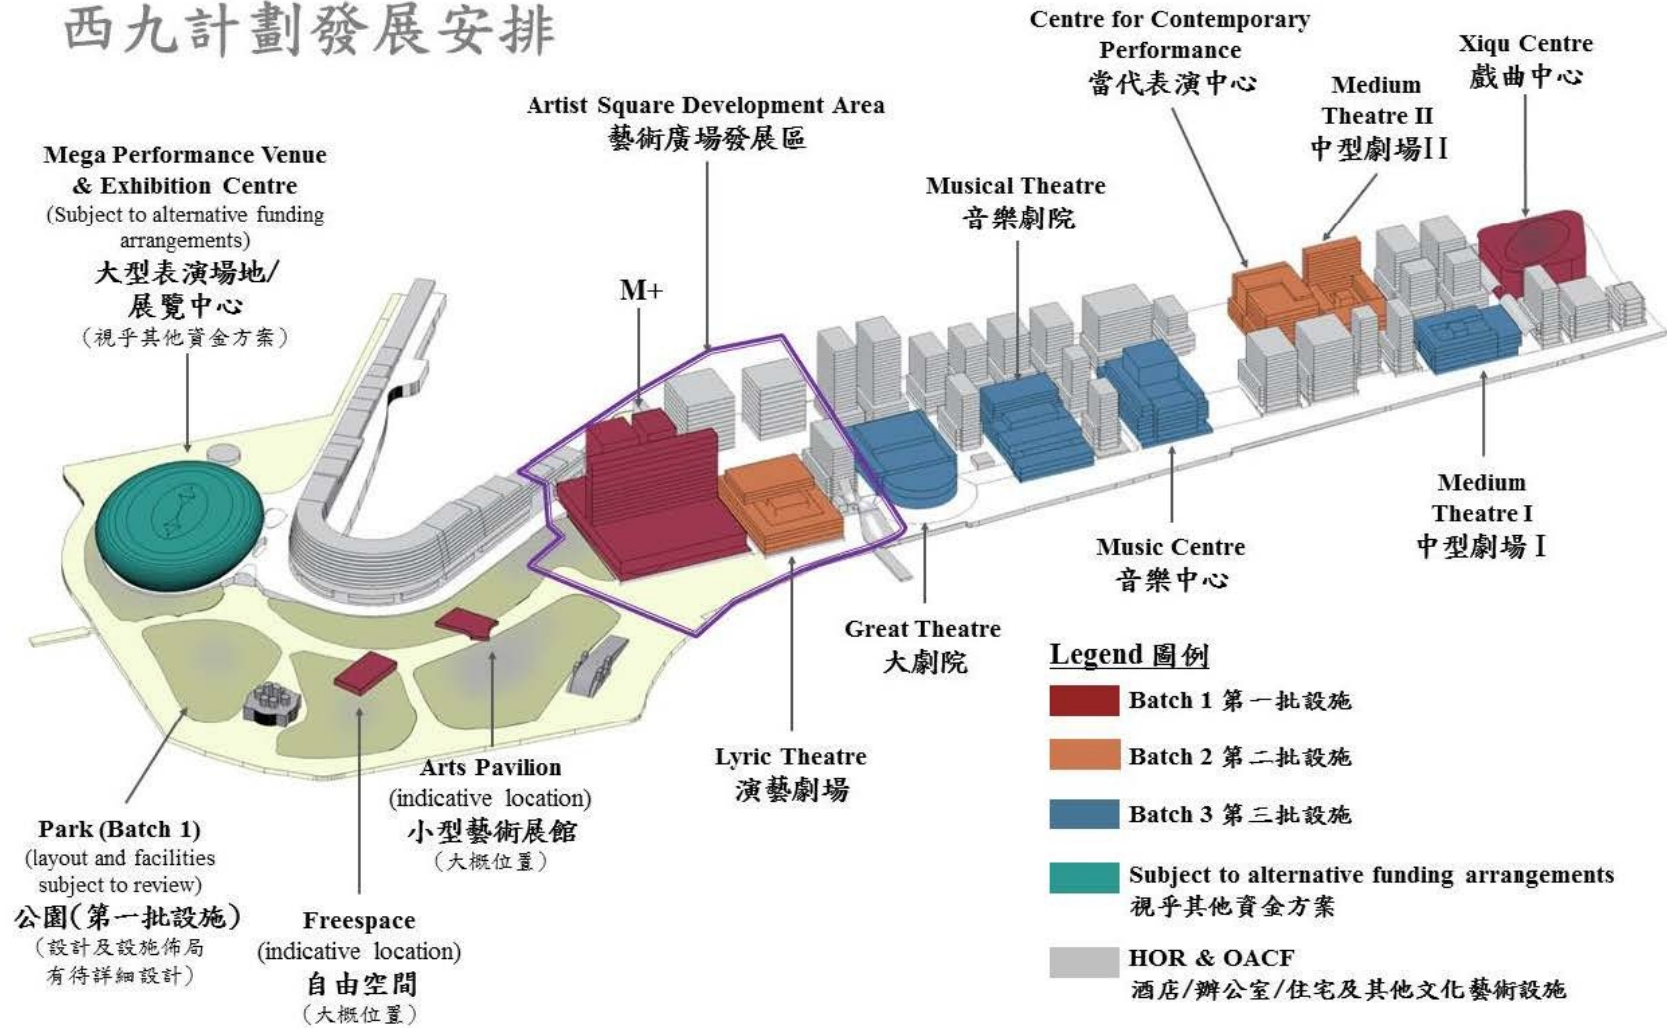 西九計劃發展安排
Centre for Contemporary
Performance
當代表演中心
Xiqu Centre
戲曲中心
Medium
Theatre II
中型劇場II
Artist Square Development Area
藝術廣場發展區
Mega Performance Venue
& Exhibition Centre
(Subject to alternative funding
arrangements)
大型表演場地/
展覽中心
(視乎其他資金方案)
Musical Theatre
音樂劇院
M+
Medium
Theatre I
中型劇場 I
Music Centre
音樂中心
Great Theatre
大劇院
Lyric Theatre
演藝劇場
Arts Pavilion
(indicative location)
小型藝術展館
(大概位置)
Park (Batch 1)
(layout and facilities
subject to review)
公園(第一批設施)
(設計及設施佈局
有待詳細設計)
Freespace
(indicative location)
自由空間
(大概位置)
Legend 圖例
Batch 1 第一批設施
Batch 2 第二批設施
Batch 3 第三批設施
Subject to alternative funding arrangements
視乎其他資金方案
HOR & OACF
酒店/辦公室/住宅及其他文化藝術設施